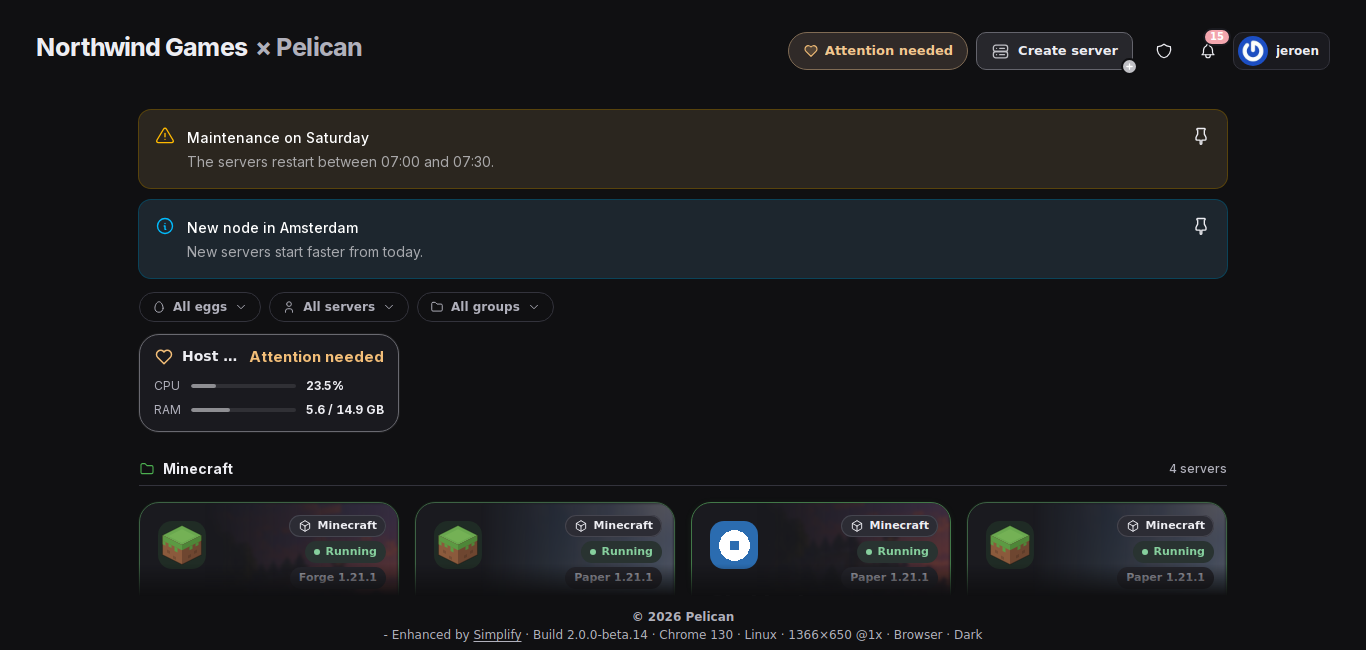 Northwind Games × Pelican
Attention needed
Create server
15
jeroen
Maintenance on Saturday
The servers restart between 07:00 and 07:30.
New node in Amsterdam
New servers start faster from today.
All eggs
All servers
All groups
Host ... Attention needed
CPU 23.5%
RAM 5.6 / 14.9 GB
Minecraft
4 servers
Minecraft
Running
Forge 1.21.1
Minecraft
Running
Paper 1.21.1
Minecraft
Running
Paper 1.21.1
Minecraft
Running
Paper 1.21.1
© 2026 Pelican
- Enhanced by Simplify · Build 2.0.0-beta.14 · Chrome 130 · Linux · 1366×650 @1x · Browser · Dark